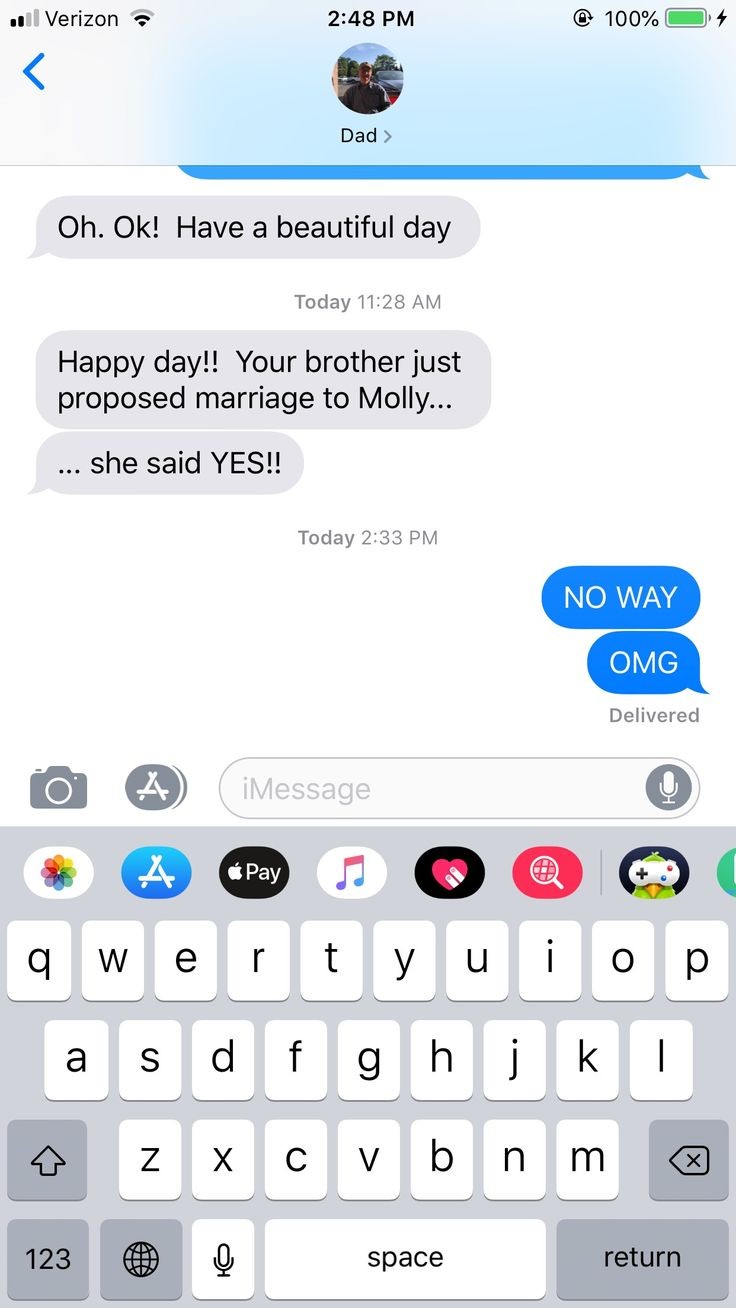 Verizon 2:48 PM 100%
Dad
Oh. Ok!  Have a beautiful day
Today 11:28 AM
Happy day!!  Your brother just
proposed marriage to Molly...
... she said YES!!
Today 2:33 PM
NO WAY
OMG
Delivered
iMessage
Pay
q w e r t y u i o p
a s d f g h j k l
z x c v b n m
123 space return